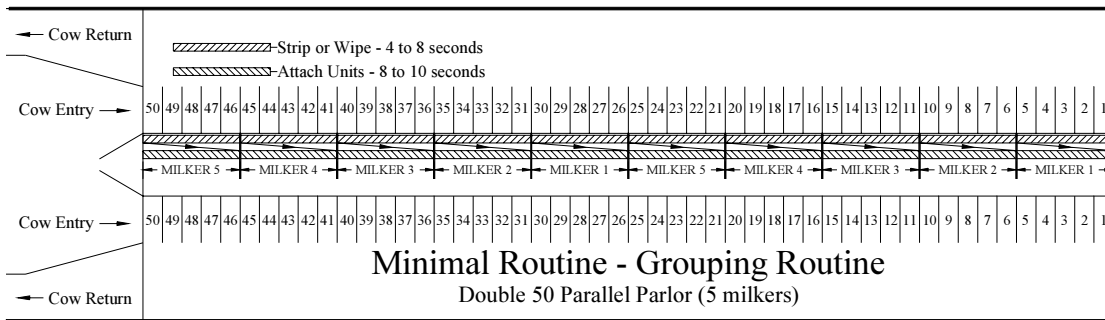 Cow Return
Strip or Wipe - 4 to 8 seconds
Attach Units - 8 to 10 seconds
Cow Entry
50 49 48 47 46 45 44 43 42 41 40 39 38 37 36 35 34 33 32 31 30 29 28 27 26 25 24 23 22 21 20 19 18 17 16 15 14 13 12 11 10 9 8 7 6 5 4 3 2 1
MILKER 5 MILKER 4 MILKER 3 MILKER 2 MILKER 1 MILKER 5 MILKER 4 MILKER 3 MILKER 2 MILKER 1
Cow Entry
50 49 48 47 46 45 44 43 42 41 40 39 38 37 36 35 34 33 32 31 30 29 28 27 26 25 24 23 22 21 20 19 18 17 16 15 14 13 12 11 10 9 8 7 6 5 4 3 2 1
Minimal Routine - Grouping Routine
Double 50 Parallel Parlor (5 milkers)
Cow Return